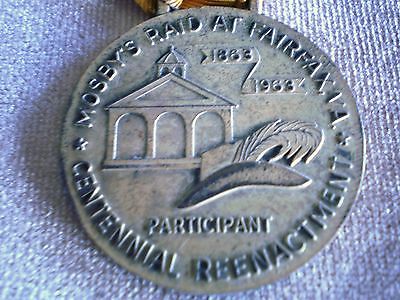 ★ MOSBY'S RAID AT FAIRFAX VA ★
1863
1963
PARTICIPANT
CENTENNIAL REENACTMENT